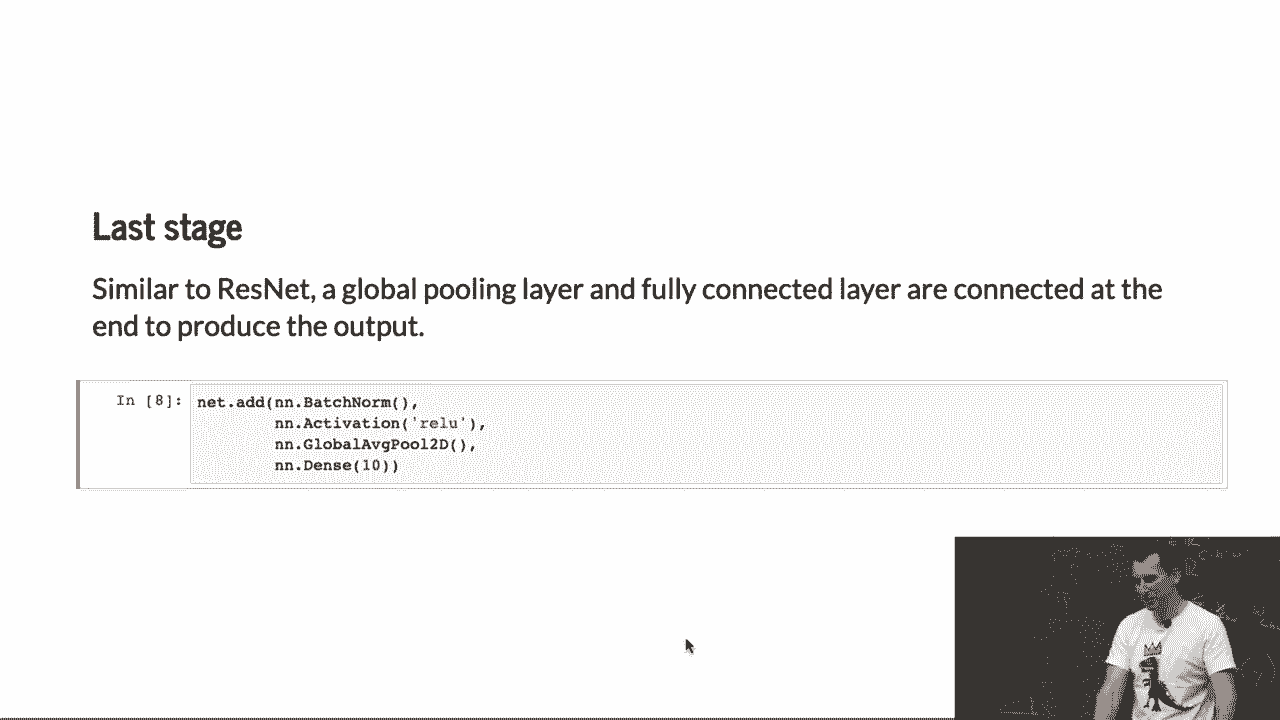 Last stage
Similar to ResNet, a global pooling layer and fully connected layer are connected at the
end to produce the output.
In [8]: net.add(nn.BatchNorm(),
nn.Activation('relu'),
nn.GlobalAvgPool2D(),
nn.Dense(10))